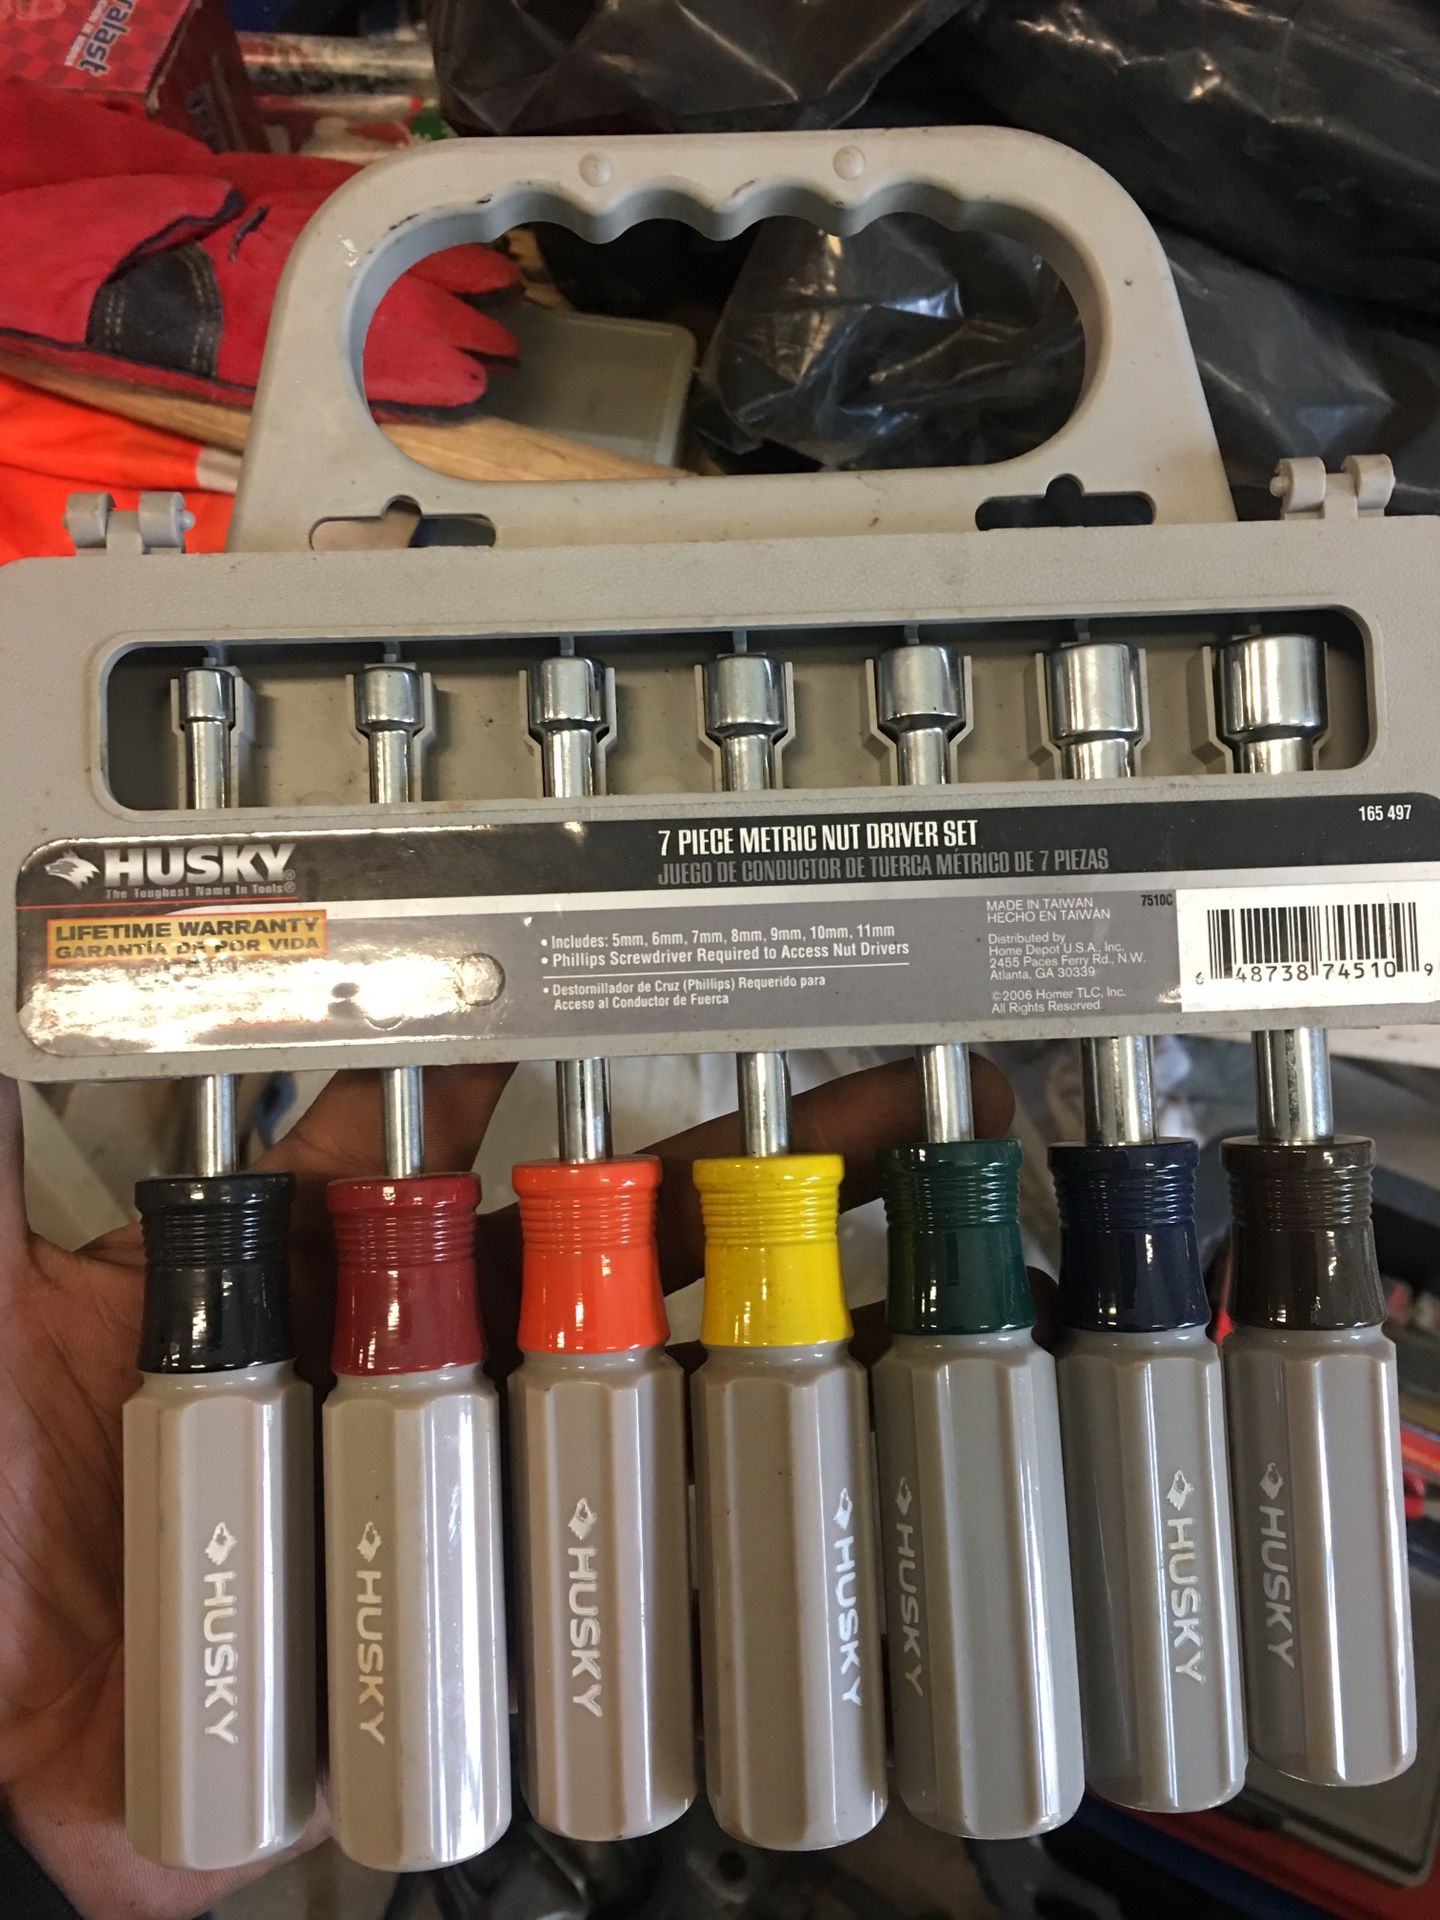 ralast
165 497
7 PIECE METRIC NUT DRIVER SET
JUEGO DE CONDUCTOR DE TUERCA MÉTRICO DE 7 PIEZAS
HUSKY®
The Toughest Name In Tools®
LIFETIME WARRANTY
GARANTÍA DE POR VIDA
• Includes: 5mm, 6mm, 7mm, 8mm, 9mm, 10mm, 11mm
• Phillips Screwdriver Required to Access Nut Drivers
• Destornillador de Cruz (Phillips) Requerido para
Acceso al Conductor de Fuerca
MADE IN TAIWAN
HECHO EN TAIWAN
7510C
Distributed by
Home Depot U.S.A., Inc.
2455 Paces Ferry Rd., N.W.
Atlanta, GA 30339
©2006 Homer TLC, Inc.
All Rights Reserved.
6 48738 74510 9
HUSKY
HUSKY
HUSKY
HUSKY
HUSKY
HUSKY
HUSKY